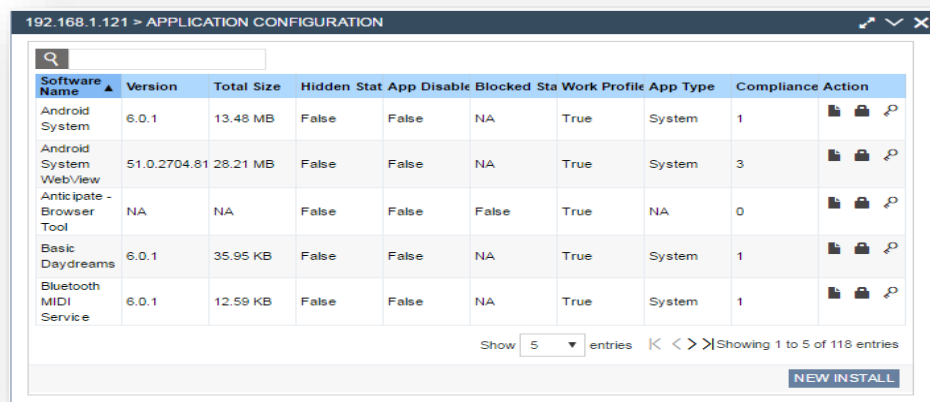 192.168.1.121 > APPLICATION CONFIGURATION
Software Name Version Total Size Hidden Stat App Disable Blocked Sta Work Profile App Type Compliance Action
Android System 6.0.1 13.48 MB False False NA True System 1
Android System WebView 51.0.2704.81 28.21 MB False False NA True System 3
Anticipate - Browser Tool NA NA False False False True NA 0
Basic Daydreams 6.0.1 35.95 KB False False NA True System 1
Bluetooth MIDI Service 6.0.1 12.59 KB False False NA True System 1
Show 5 entries Showing 1 to 5 of 118 entries
NEW INSTALL